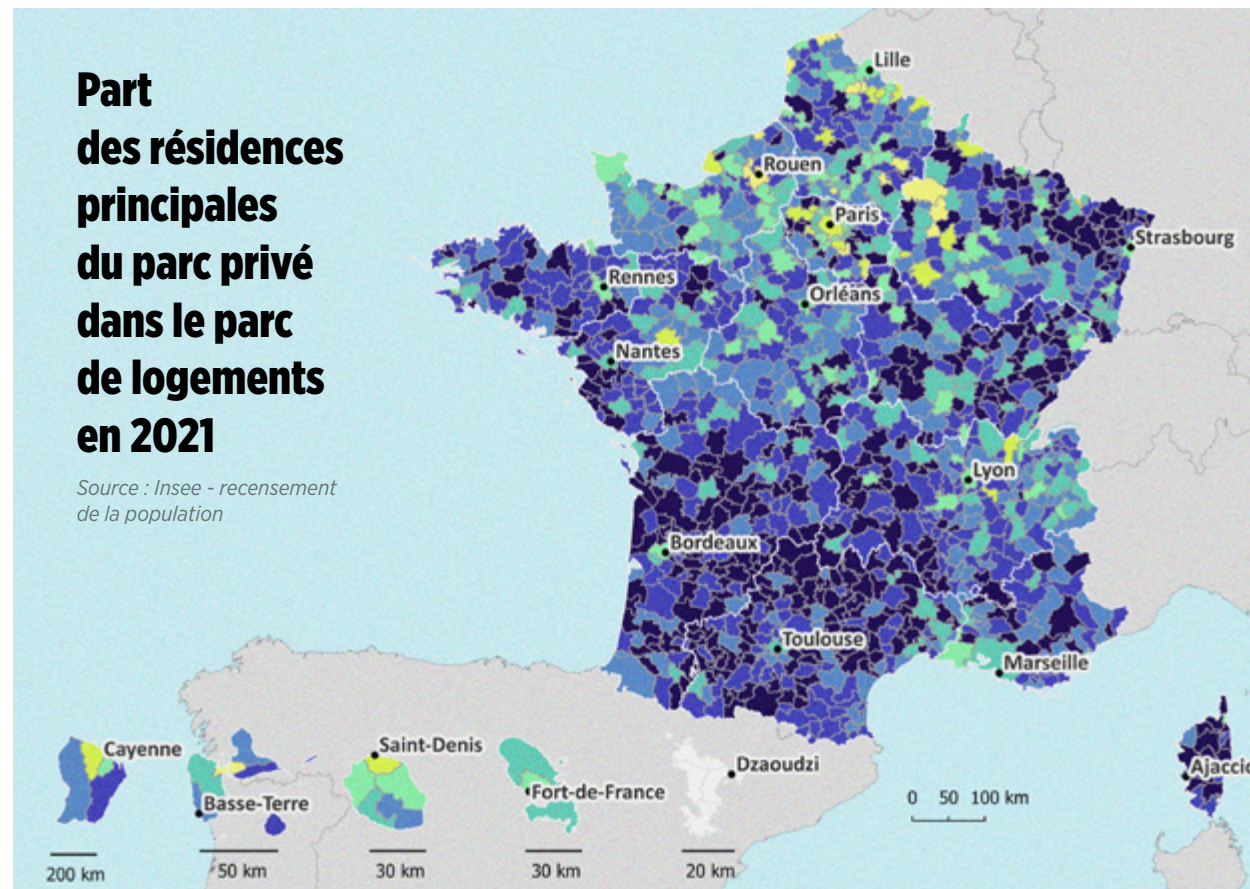 Part
des résidences
principales
du parc privé
dans le parc
de logements
en 2021
Source : Insee - recensement
de la population
Lille
Rouen
Paris
Strasbourg
Rennes
Orléans
Nantes
Lyon
Bordeaux
Toulouse
Marseille
Ajaccio
Cayenne
Saint-Denis
Dzaoudzi
Basse-Terre
Fort-de-France
0 50 100 km
200 km
50 km
30 km
30 km
20 km